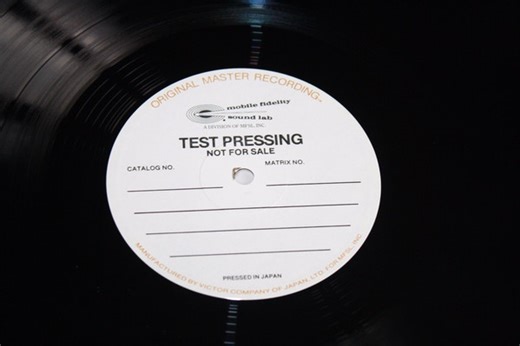 ORIGINAL MASTER RECORDING™
mobile fidelity
sound lab
A DIVISION OF MFSL, INC.
TEST PRESSING
NOT FOR SALE
CATALOG NO.
MATRIX NO.
PRESSED IN JAPAN
MANUFACTURED BY VICTOR COMPANY OF JAPAN, LTD. FOR MFSL, INC.